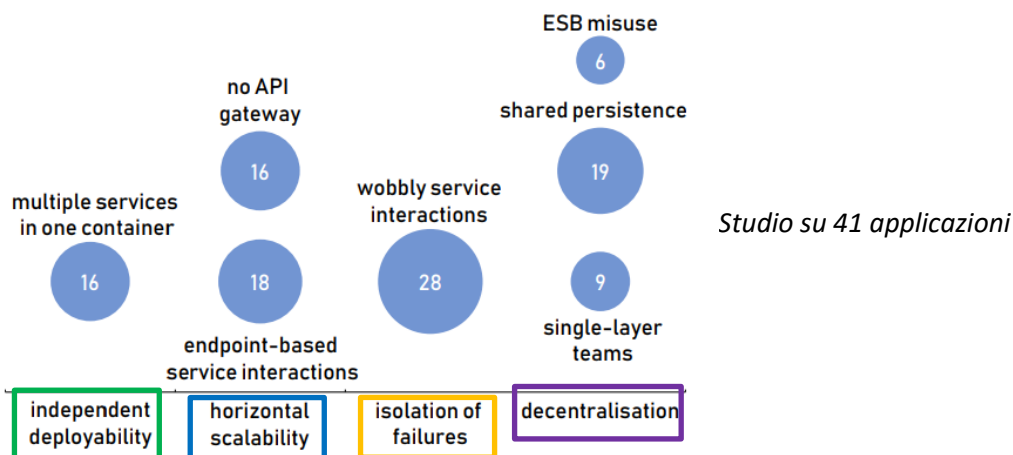 ESB misuse
6
no API
gateway
16
shared persistence
19
multiple services
in one container
16
wobbly service
interactions
28
18
endpoint-based
service interactions
9
single-layer
teams
Studio su 41 applicazioni
independent
deployability
horizontal
scalability
isolation of
failures
decentralisation